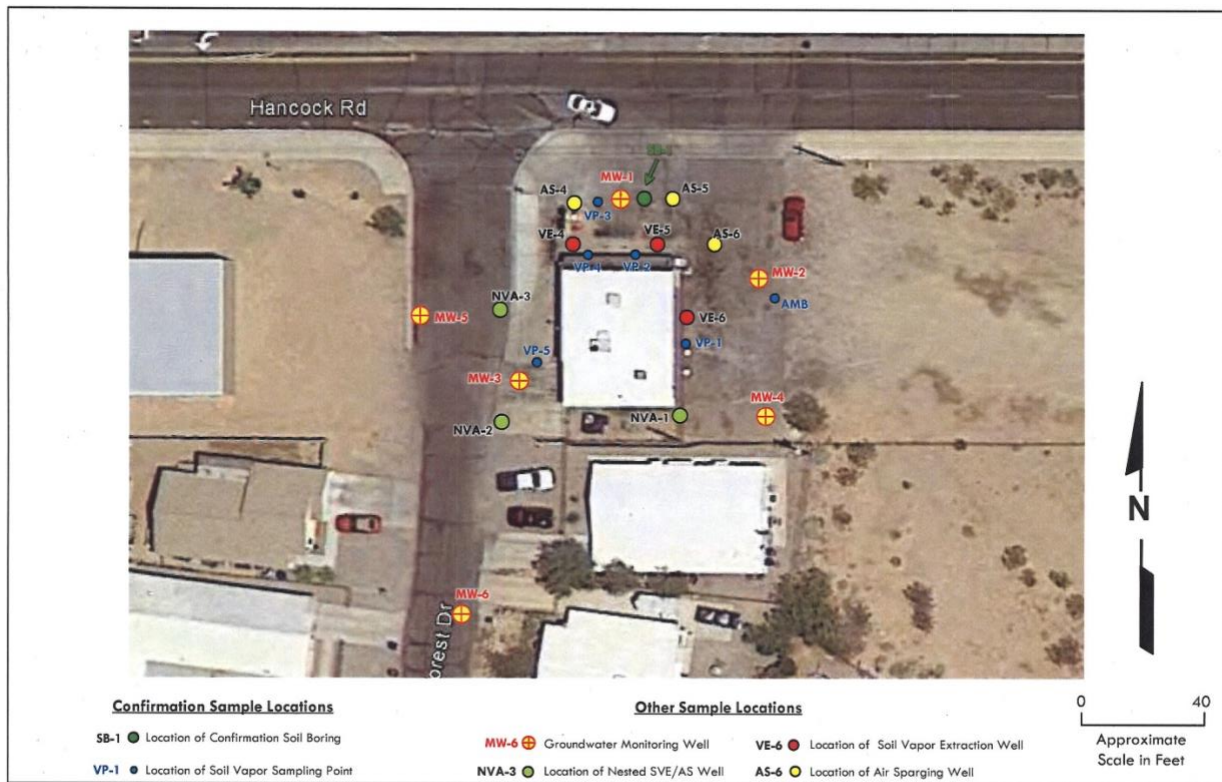 Hancock Rd
SB-1
MW-1
AS-4
AS-5
VP-3
VE-4
VE-5
AS-6
VP-4
VP-2
MW-2
AMB
NVA-3
MW-5
VE-6
VP-5
VP-1
MW-3
NVA-1
MW-4
NVA-2
N
MW-6
orest Dr
Confirmation Sample Locations
Other Sample Locations
0 40
SB-1 Location of Confirmation Soil Boring
MW-6 Groundwater Monitoring Well
VE-6 Location of Soil Vapor Extraction Well
Approximate
Scale in Feet
VP-1 Location of Soil Vapor Sampling Point
NVA-3 Location of Nested SVE/AS Well
AS-6 Location of Air Sparging Well